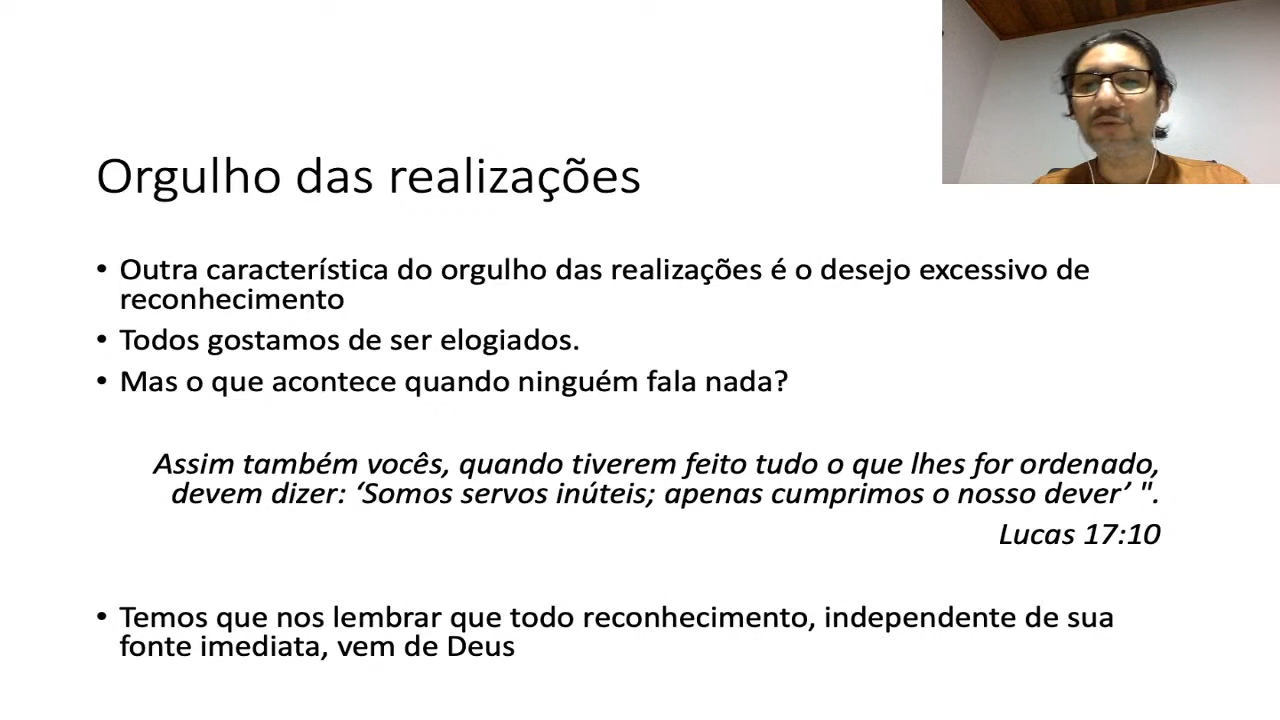 Orgulho das realizações
• Outra característica do orgulho das realizações é o desejo excessivo de
reconhecimento
• Todos gostamos de ser elogiados.
• Mas o que acontece quando ninguém fala nada?
Assim também vocês, quando tiverem feito tudo o que lhes for ordenado,
devem dizer: ‘Somos servos inúteis; apenas cumprimos o nosso dever’ ".
Lucas 17:10
• Temos que nos lembrar que todo reconhecimento, independente de sua
fonte imediata, vem de Deus